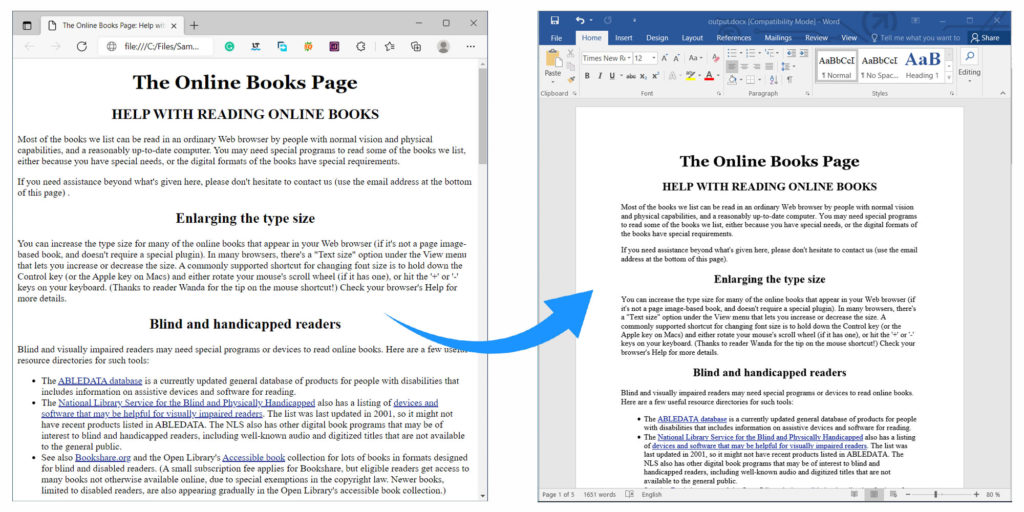 The Online Books Page: Help with
file:///C:/Files/Sam...
The Online Books Page
HELP WITH READING ONLINE BOOKS
Most of the books we list can be read in an ordinary Web browser by people with normal vision and physical
capabilities, and a reasonably up-to-date computer. You may need special programs to read some of the books we list,
either because you have special needs, or the digital formats of the books have special requirements.
If you need assistance beyond what's given here, please don't hesitate to contact us (use the email address at the bottom
of this page) .
Enlarging the type size
You can increase the type size for many of the online books that appear in your Web browser (if it's not a page image-
based book, and doesn't require a special plugin). In many browsers, there's a "Text size" option under the View menu
that lets you increase or decrease the size. A commonly supported shortcut for changing font size is to hold down the
Control key (or the Apple key on Macs) and either rotate your mouse's scroll wheel (if it has one), or hit the '+' or '-'
keys on your keyboard. (Thanks to reader Wanda for the tip on the mouse shortcut!) Check your browser's Help for
more details.
Blind and handicapped readers
Blind and visually impaired readers may need special programs or devices to read online books. Here are a few
resource directories for such tools:
• The ABLEDATA database is a currently updated general database of products for people with disabilities that
includes information on assistive devices and software for reading.
• The National Library Service for the Blind and Physically Handicapped also has a listing of devices and
software that may be helpful for visually impaired readers. The list was last updated in 2001, so it might not
have recent products listed in ABLEDATA. The NLS also has other digital book programs that may be of
interest to blind and handicapped readers, including well-known audio and digitized titles that are not available
to the general public.
• See also Bookshare.org and the Open Library's Accessible book collection for lots of books in formats designed
for blind and disabled readers. (A small subscription fee applies for Bookshare, but eligible readers get access to
many books not otherwise available online, due to special exemptions in the copyright law. Newer books,
limited to disabled readers, are also appearing gradually in the Open Library's accessible book collection.)
output.docx [Compatibility Mode] - Word
File Home Insert Design Layout References Mailings Review View Tell me what you want to Share
Paste
Times New Ro 12 Aa
B I U abc X₂ X² A A
AaBbCcI AaBbCcI AaB
¶ Normal ¶ No Spac... Heading 1
Editing
Clipboard Font Paragraph Styles
The Online Books Page
HELP WITH READING ONLINE BOOKS
Most of the books we list can be read in an ordinary Web browser by people with normal vision
and physical capabilities, and a reasonably up-to-date computer. You may need special programs
to read some of the books we list, either because you have special needs, or the digital formats of
the books have special requirements.
If you need assistance beyond what's given here, please don't hesitate to contact us (use the email
address at the bottom of this page).
Enlarging the type size
You can increase the type size for many of the online books that appear in your Web browser (if
it's not a page image-based book, and doesn't require a special plugin). In many browsers, there's
a "Text size" option under the View menu that lets you increase or decrease the size. A
commonly supported shortcut for changing font size is to hold down the Control key (or the
Apple key on Macs) and either rotate your mouse's scroll wheel (if it has one), or hit the '+' or '-'
keys on your keyboard. (Thanks to reader Wanda for the tip on the mouse shortcut!) Check your
browser's Help for more details.
Blind and handicapped readers
Blind and visually impaired readers may need special programs or devices to read online books.
Here are a few useful resource directories for such tools:
• The ABLEDATA database is a currently updated general database of products for people
with disabilities that includes information on assistive devices and software for reading.
• The National Library Service for the Blind and Physically Handicapped also has a listing
of devices and software that may be helpful for visually impaired readers. The list was
last updated in 2001, so it might not have recent products listed in ABLEDATA. The
NLS also has other digital book programs that may be of interest to blind and
handicapped readers, including well-known audio and digitized titles that are not
available to the general public.
Page 1 of 5 1651 words English 80 %